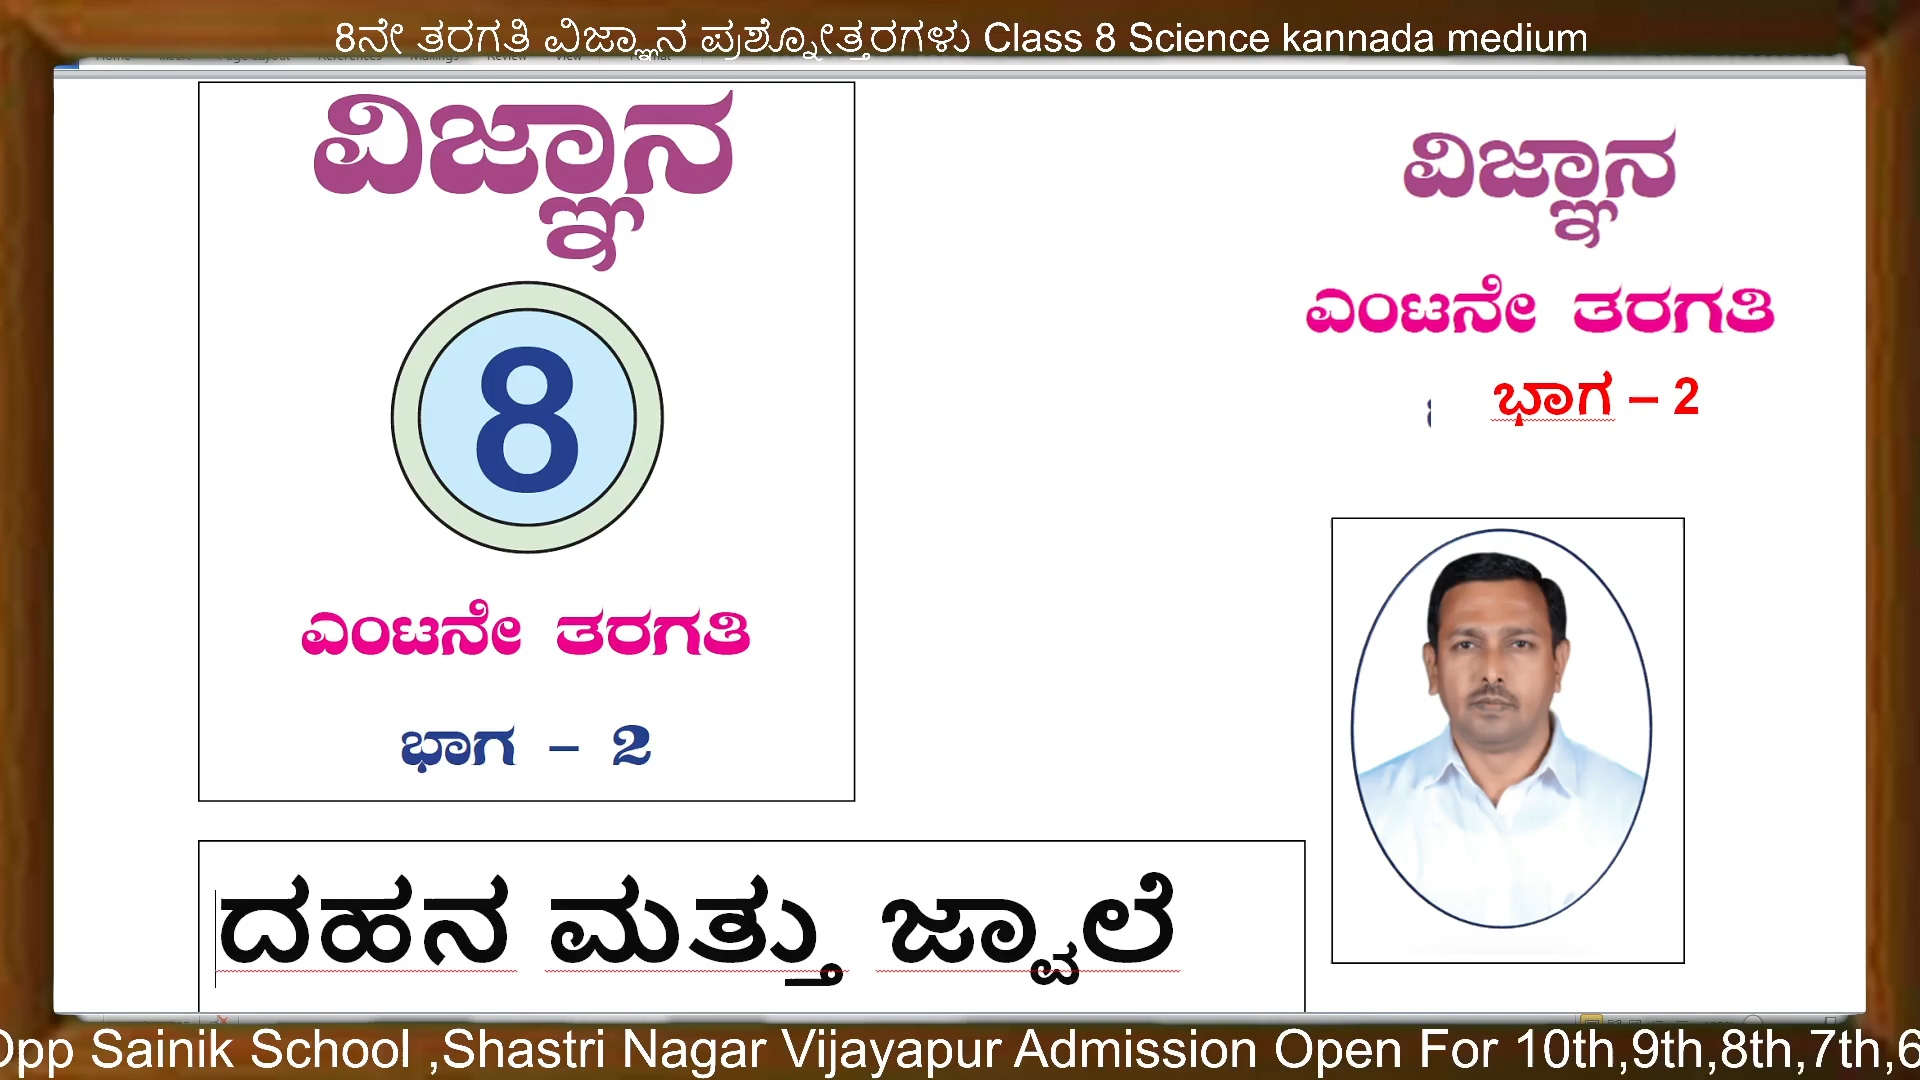 8ನೇ ತರಗತಿ ವಿಜ್ಞಾನ ಪ್ರಶ್ನೋತ್ತರಗಳು Class 8 Science kannada medium
ವಿಜ್ಞಾನ
8
ಎಂಟನೇ ತರಗತಿ
ಭಾಗ – 2
ವಿಜ್ಞಾನ
ಎಂಟನೇ ತರಗತಿ
ಭಾಗ – 2
ದಹನ ಮತ್ತು ಜ್ವಾಲೆ
Opp Sainik School ,Shastri Nagar Vijayapur Admission Open For 10th,9th,8th,7th,6